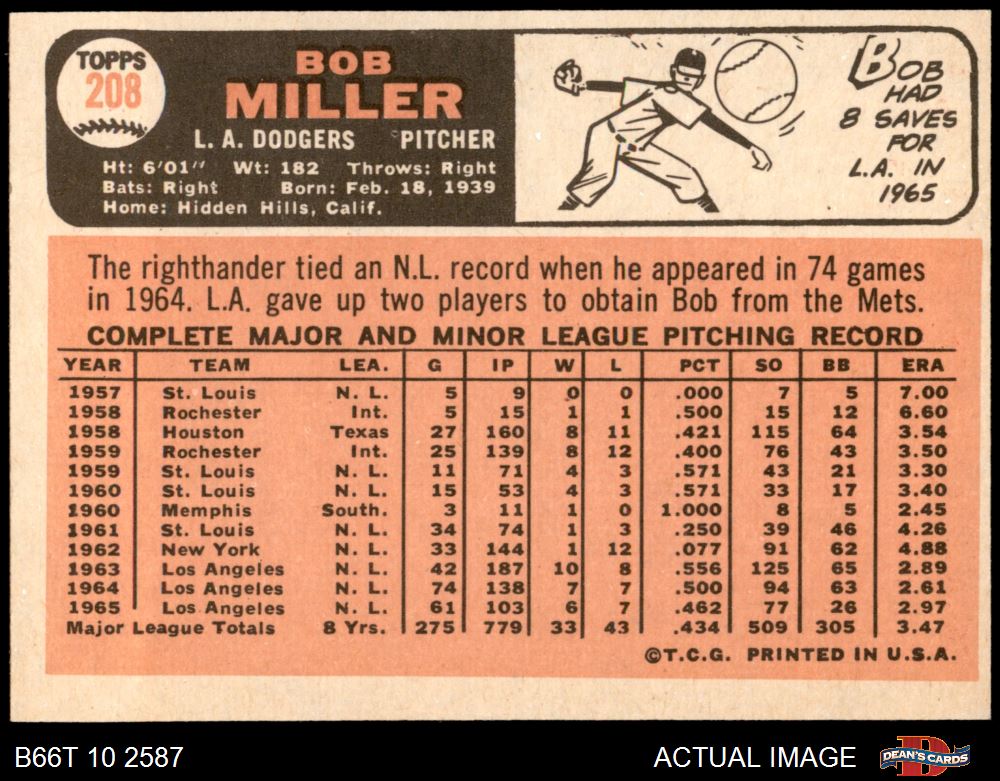 TOPPS
208
BOB
MILLER
L. A. DODGERS PITCHER
Ht: 6'01" Wt: 182 Throws: Right
Bats: Right Born: Feb. 18, 1939
Home: Hidden Hills, Calif.
BOB
HAD
8 SAVES
FOR
L.A. IN
1965
The righthander tied an N.L. record when he appeared in 74 games
in 1964. L.A. gave up two players to obtain Bob from the Mets.
COMPLETE MAJOR AND MINOR LEAGUE PITCHING RECORD
YEAR TEAM LEA. G IP W L PCT SO BB ERA
1957 St. Louis N. L. 5 9 0 0 .000 7 5 7.00
1958 Rochester Int. 5 15 1 1 .500 15 12 6.60
1958 Houston Texas 27 160 8 11 .421 115 64 3.54
1959 Rochester Int. 25 139 8 12 .400 76 43 3.50
1959 St. Louis N. L. 11 71 4 3 .571 43 21 3.30
1960 St. Louis N. L. 15 53 4 3 .571 33 17 3.40
1960 Memphis South. 3 11 1 0 1.000 8 5 2.45
1961 St. Louis N. L. 34 74 1 3 .250 39 46 4.26
1962 New York N. L. 33 144 1 12 .077 91 62 4.88
1963 Los Angeles N. L. 42 187 10 8 .556 125 65 2.89
1964 Los Angeles N. L. 74 138 7 7 .500 94 63 2.61
1965 Los Angeles N. L. 61 103 6 7 .462 77 26 2.97
Major League Totals 8 Yrs. 275 779 33 43 .434 509 305 3.47
©T.C.G. PRINTED IN U.S.A.
B66T 10 2587 ACTUAL IMAGE DEAN'S CARDS